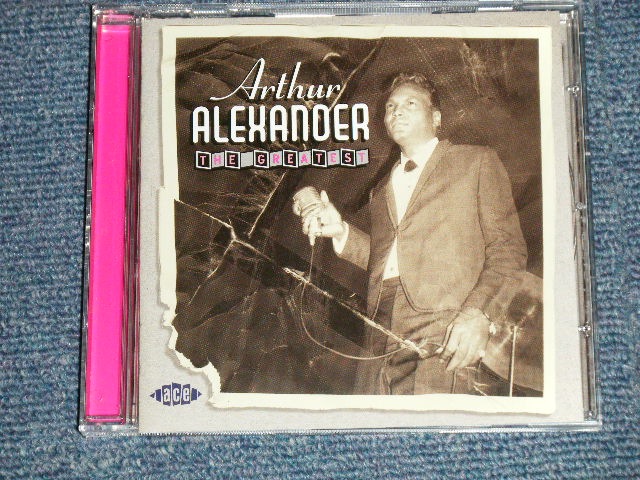 Arthur
ALEXANDER
THE GREATEST
ace